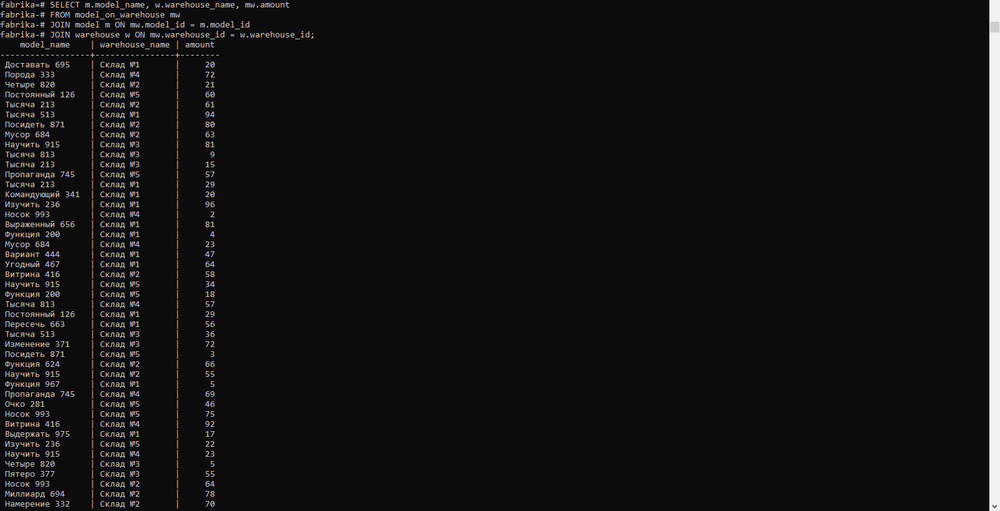 fabrika=# SELECT m.model_name, w.warehouse_name, mw.amount
fabrika-# FROM model_on_warehouse mw
fabrika-# JOIN model m ON mw.model_id = m.model_id
fabrika-# JOIN warehouse w ON mw.warehouse_id = w.warehouse_id;
    model_name    | warehouse_name | amount
------------------+----------------+--------
 Доставать 695    | Склад №1       |     20
 Порода 333       | Склад №4       |     72
 Четыре 820       | Склад №2       |     21
 Постоянный 126   | Склад №5       |     60
 Тысяча 213       | Склад №2       |     61
 Тысяча 513       | Склад №1       |     94
 Посидеть 871     | Склад №2       |     80
 Мусор 684        | Склад №2       |     63
 Научить 915      | Склад №3       |     81
 Тысяча 813       | Склад №3       |      9
 Тысяча 213       | Склад №3       |     15
 Пропаганда 745   | Склад №5       |     57
 Тысяча 213       | Склад №1       |     29
 Командующий 341  | Склад №1       |     20
 Изучить 236      | Склад №1       |     96
 Носок 993        | Склад №4       |      2
 Выраженный 656   | Склад №1       |     81
 Функция 200      | Склад №1       |      4
 Мусор 684        | Склад №4       |     23
 Вариант 444      | Склад №1       |     47
 Угодный 467      | Склад №1       |     64
 Витрина 416      | Склад №2       |     58
 Научить 915      | Склад №5       |     34
 Функция 200      | Склад №5       |     18
 Тысяча 813       | Склад №4       |     57
 Постоянный 126   | Склад №1       |     29
 Пересечь 663     | Склад №1       |     56
 Тысяча 513       | Склад №3       |     36
 Изменение 371    | Склад №3       |     72
 Посидеть 871     | Склад №5       |      3
 Функция 624      | Склад №2       |     66
 Научить 915      | Склад №2       |     55
 Функция 967      | Склад №1       |      5
 Пропаганда 745   | Склад №4       |     69
 Очко 281         | Склад №5       |     46
 Носок 993        | Склад №5       |     75
 Витрина 416      | Склад №4       |     92
 Выдержать 975    | Склад №1       |     17
 Изучить 236      | Склад №5       |     22
 Научить 915      | Склад №4       |     23
 Четыре 820       | Склад №3       |      5
 Пятеро 377       | Склад №3       |     55
 Носок 993        | Склад №2       |     64
 Миллиард 694     | Склад №2       |     78
 Намерение 332    | Склад №2       |     70